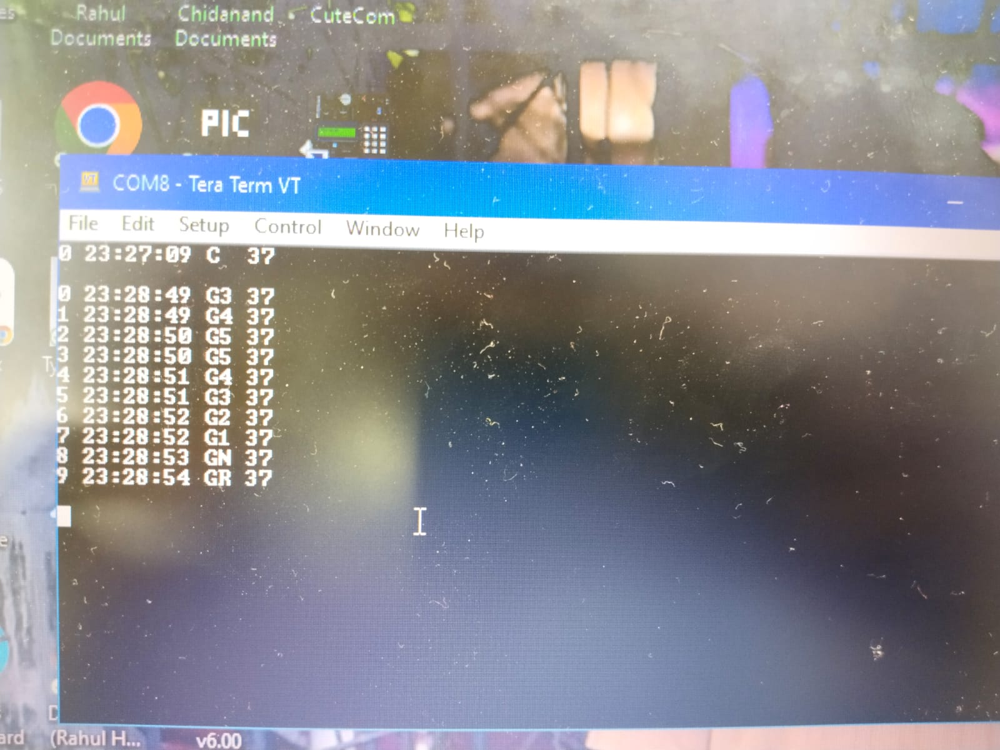 es
Rahul
Documents
Chidanand
Documents
CuteCom
PIC
VT
COM8 - Tera Term VT
File Edit Setup Control Window Help
0 23:27:09 C 37
0 23:28:49 G3 37
1 23:28:49 G4 37
2 23:28:50 G5 37
3 23:28:50 G5 37
4 23:28:51 G4 37
5 23:28:51 G3 37
6 23:28:52 G2 37
7 23:28:52 G1 37
8 23:28:53 GN 37
9 23:28:54 GR 37
Ty
e
D
ard
(Rahul H...
v6.00